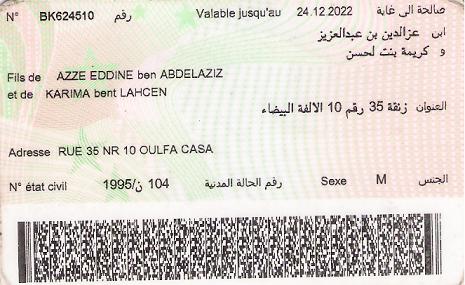 N° BK624510 رقم Valable jusqu'au 24.12.2022 صالحة الى غاية
ابن عزالدين بن عبدالعزيز
و كريمة بنت لحسن
Fils de AZZE EDDINE ben ABDELAZIZ
et de KARIMA bent LAHCEN
العنوان زنقة 35 رقم 10 الالفة البيضاء
Adresse RUE 35 NR 10 OULFA CASA
N° état civil 104 ن/1995 رقم الحالة المدنية Sexe M الجنس